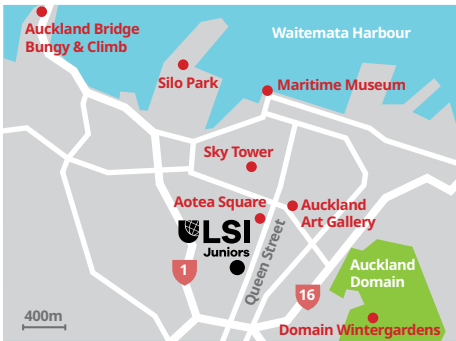 Auckland Bridge
Bungy & Climb
Waitemata Harbour
Silo Park
Maritime Museum
Sky Tower
Aotea Square
Auckland
Art Gallery
LSI
Juniors
Queen Street
1
16
Auckland
Domain
400m
Domain Wintergardens